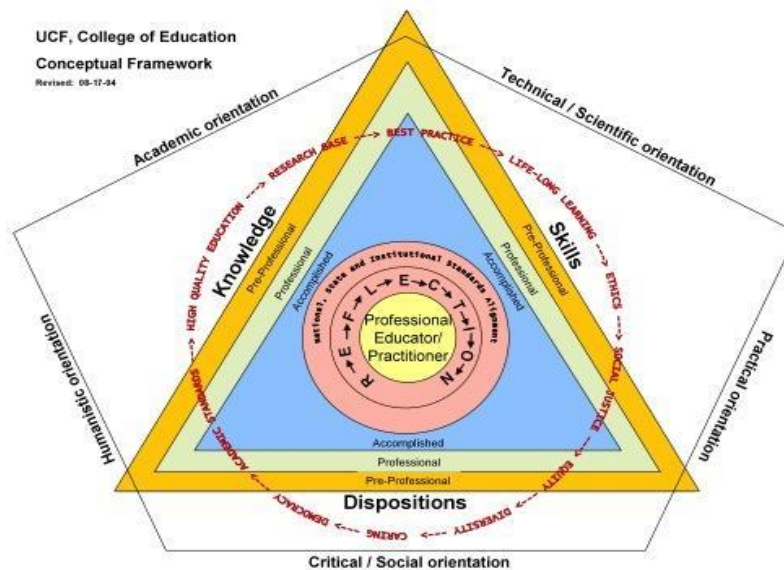 UCF, College of Education
Conceptual Framework
Revised: 08-17-04
Academic orientation
Technical / Scientific orientation
Practical orientation
Critical / Social orientation
Humanistic orientation
---> HIGH QUALITY EDUCATION ---> RESEARCH BASE ---> BEST PRACTICE ---> LIFE-LONG LEARNING ---> ETHICS ---> SOCIAL JUSTICE <--- EQUITY <--- DIVERSITY <--- CARING <--- DEMOCRACY <--- ACADEMIC STANDARDS
Knowledge
Pre-Professional
Professional
Accomplished
Skills
Pre-Professional
Professional
Accomplished
National, State and Institutional Standards Alignment
R→E→F→L→E→C→T→I→O→N
Professional
Educator/
Practitioner
Accomplished
Professional
Pre-Professional
Dispositions